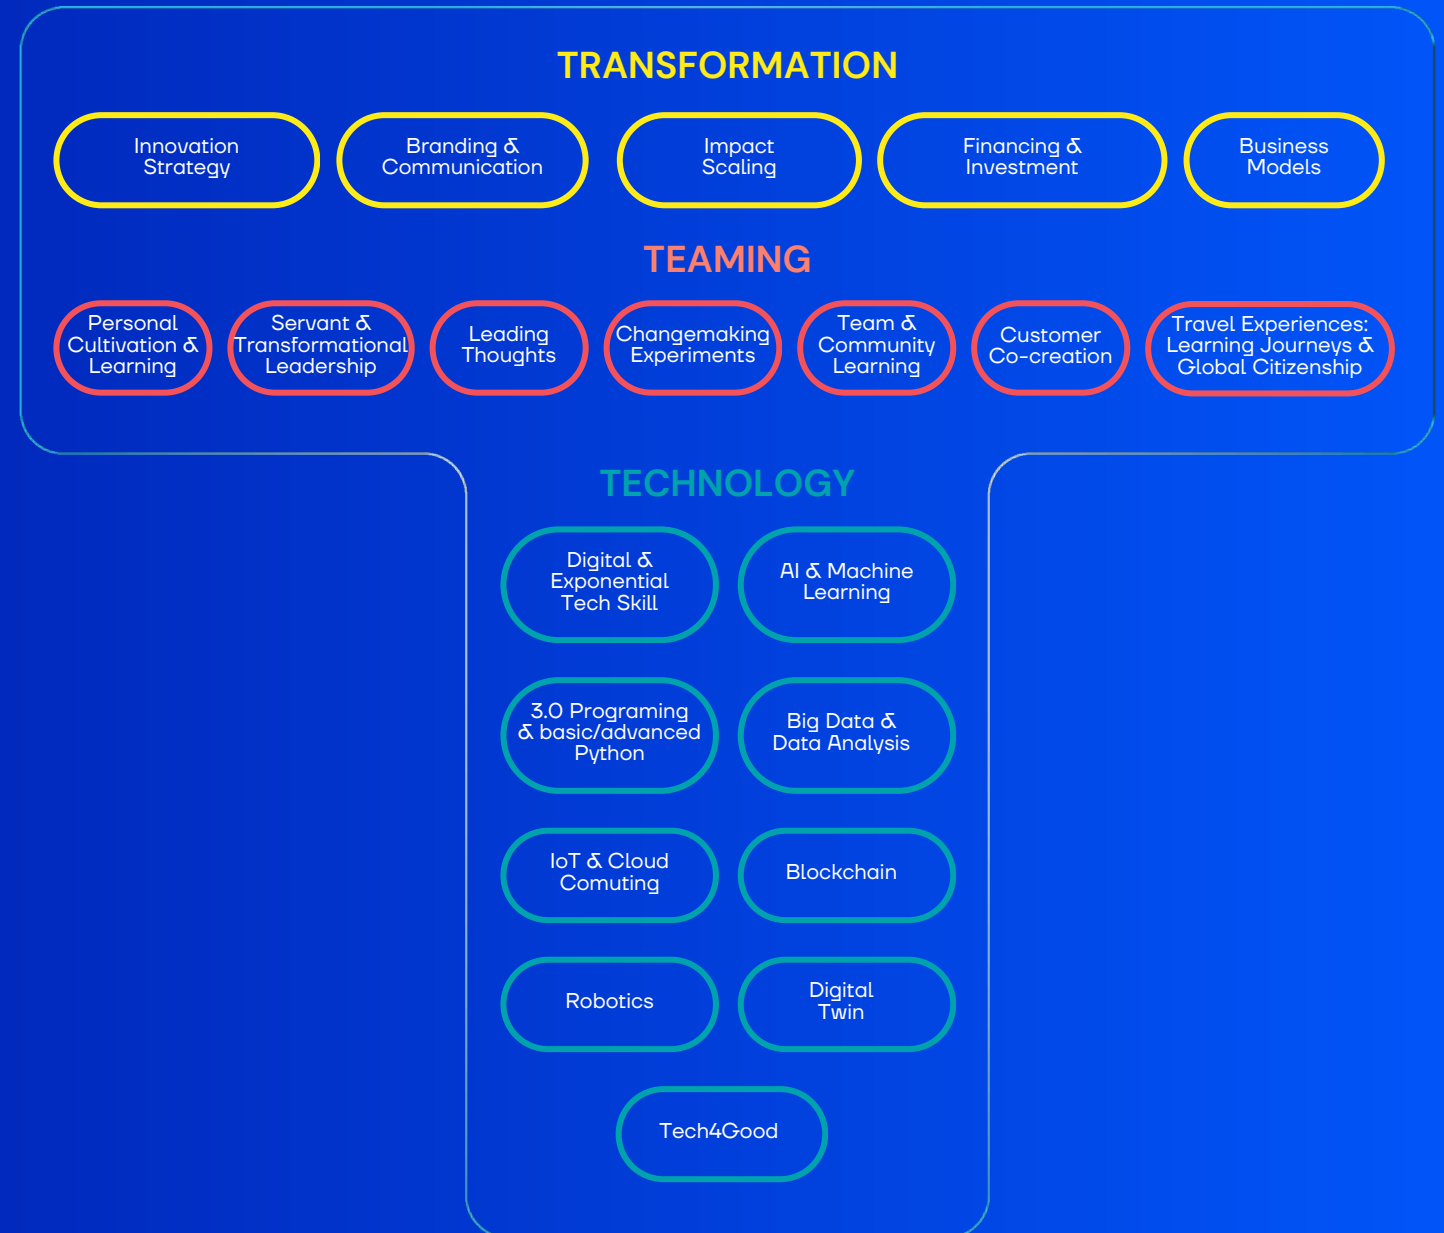 TRANSFORMATION
Innovation
Strategy
Branding &
Communication
Impact
Scaling
Financing &
Investment
Business
Models
TEAMING
Personal
Cultivation &
Learning
Servant &
Transformational
Leadership
Leading
Thoughts
Changemaking
Experiments
Team &
Community
Learning
Customer
Co-creation
Travel Experiences:
Learning Journeys &
Global Citizenship
TECHNOLOGY
Digital &
Exponential
Tech Skill
AI & Machine
Learning
3.0 Programing
& basic/advanced
Python
Big Data &
Data Analysis
IoT & Cloud
Comuting
Blockchain
Robotics
Digital
Twin
Tech4Good